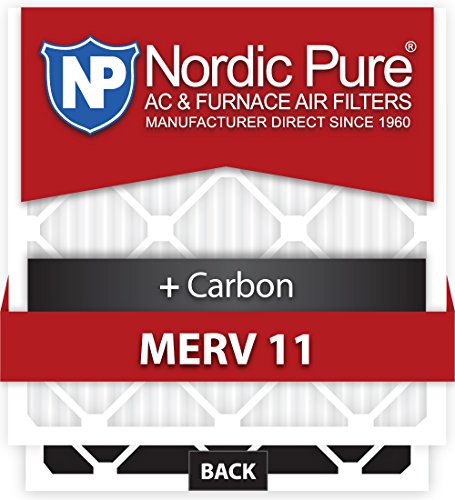 NP Nordic Pure®
AC & FURNACE AIR FILTERS
MANUFACTURER DIRECT SINCE 1960
+ Carbon
MERV 11
BACK